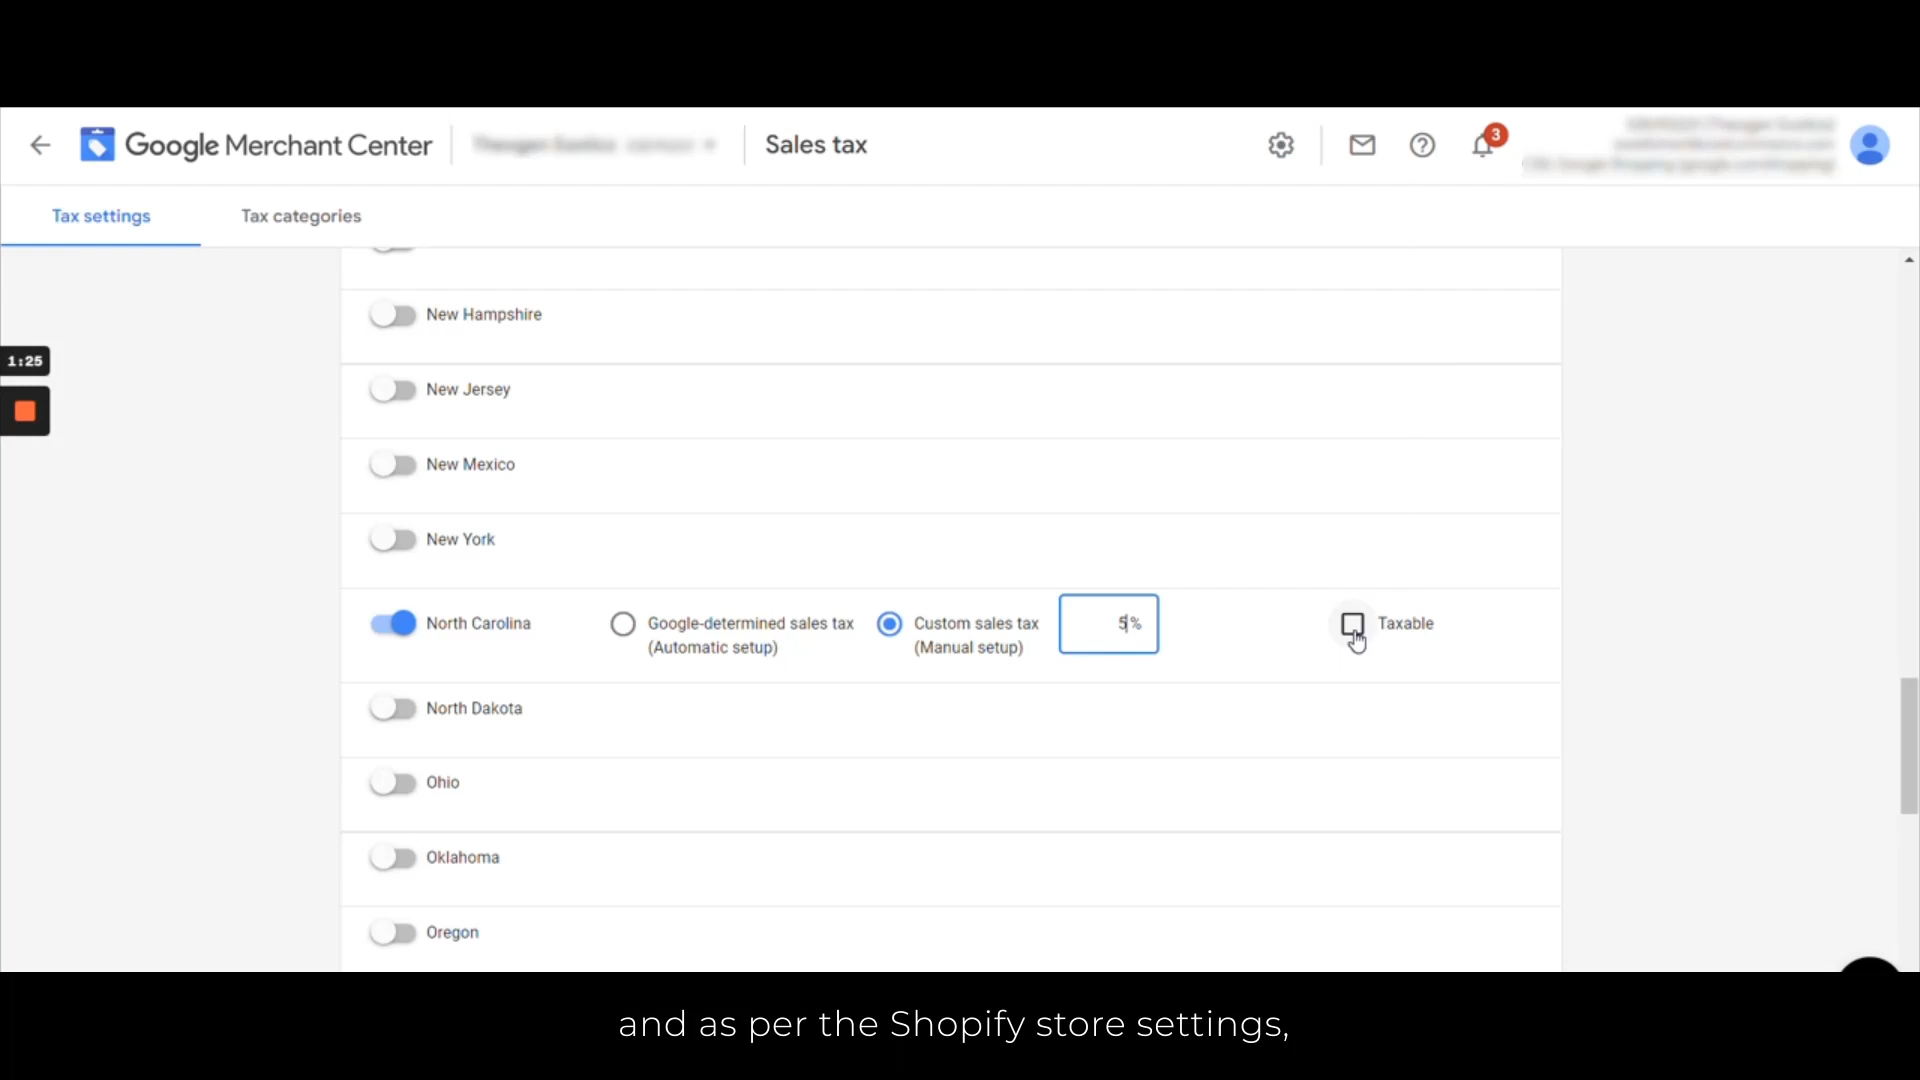 Google Merchant Center
Sales tax
3
Tax settings
Tax categories
New Hampshire
1:25
New Jersey
New Mexico
New York
North Carolina
Google-determined sales tax
(Automatic setup)
Custom sales tax
(Manual setup)
5%
Taxable
North Dakota
Ohio
Oklahoma
Oregon
and as per the Shopify store settings,